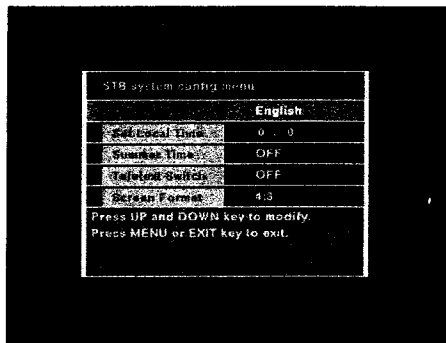 STB system config menu
English
Set Local Time 0 : 0
Summer Time OFF
Teletext Switch OFF
Screen Format 4:3
Press UP and DOWN key to modify.
Press MENU or EXIT key to exit.